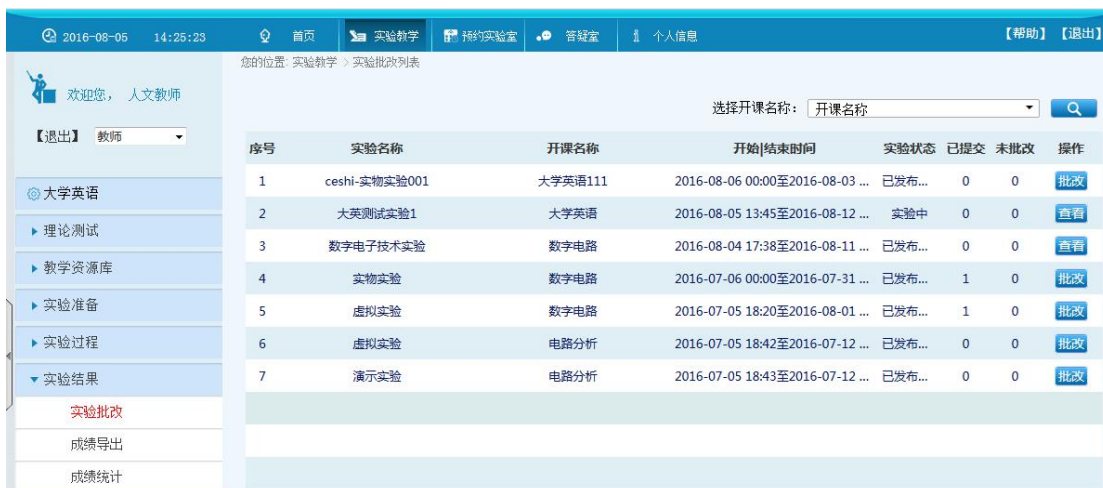 2016-08-05 14:25:23 首页 实验教学 预约实验室 答疑室 个人信息 【帮助】 【退出】
您的位置: 实验教学 > 实验批改列表
欢迎您， 人文教师
选择开课名称： 开课名称
【退出】 教师
序号 实验名称 开课名称 开始|结束时间 实验状态 已提交 未批改 操作
1 ceshi-实物实验001 大学英语111 2016-08-06 00:00至2016-08-03 ... 已发布... 0 0 批改
大学英语
2 大英测试实验1 大学英语 2016-08-05 13:45至2016-08-12 ... 实验中 0 0 查看
理论测试
3 数字电子技术实验 数字电路 2016-08-04 17:38至2016-08-11 ... 已发布... 0 0 查看
教学资源库
4 实物实验 数字电路 2016-07-06 00:00至2016-07-31 ... 已发布... 1 0 批改
实验准备
5 虚拟实验 数字电路 2016-07-05 18:20至2016-08-01 ... 已发布... 1 0 批改
实验过程
6 虚拟实验 电路分析 2016-07-05 18:42至2016-07-12 ... 已发布... 0 0 批改
实验结果
7 演示实验 电路分析 2016-07-05 18:43至2016-07-12 ... 已发布... 0 0 批改
实验批改
成绩导出
成绩统计